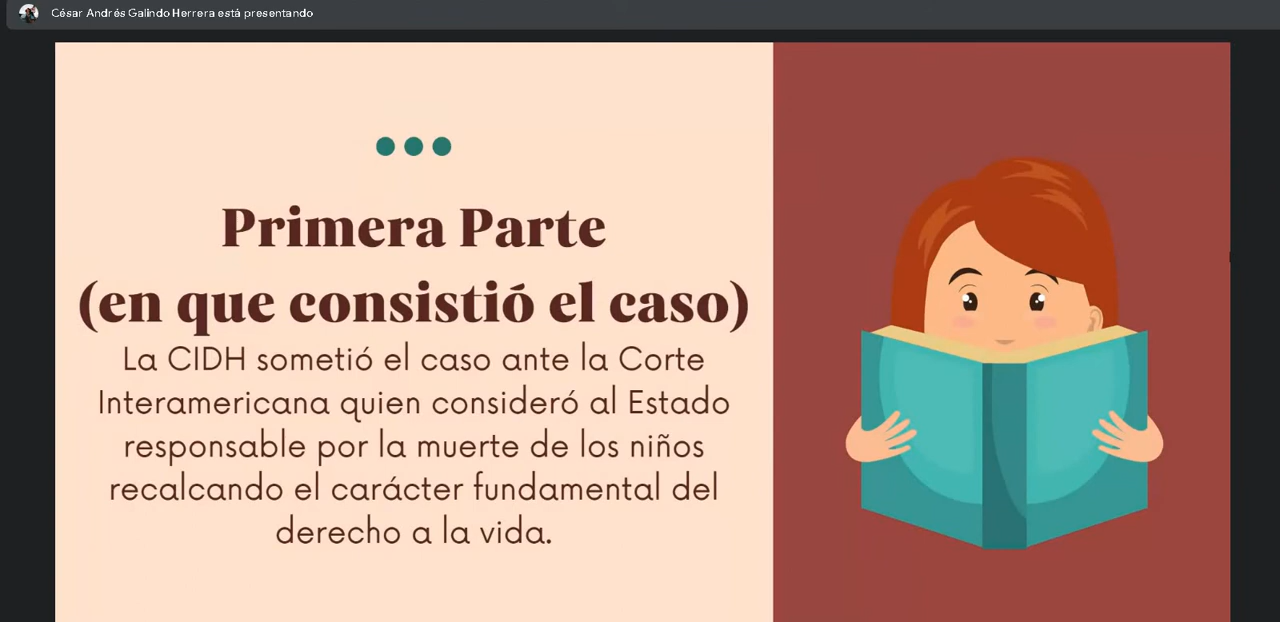 César Andrés Galindo Herrera está presentando
Primera Parte
(en que consistió el caso)
La CIDH sometió el caso ante la Corte
Interamericana quien consideró al Estado
responsable por la muerte de los niños
recalcando el carácter fundamental del
derecho a la vida.